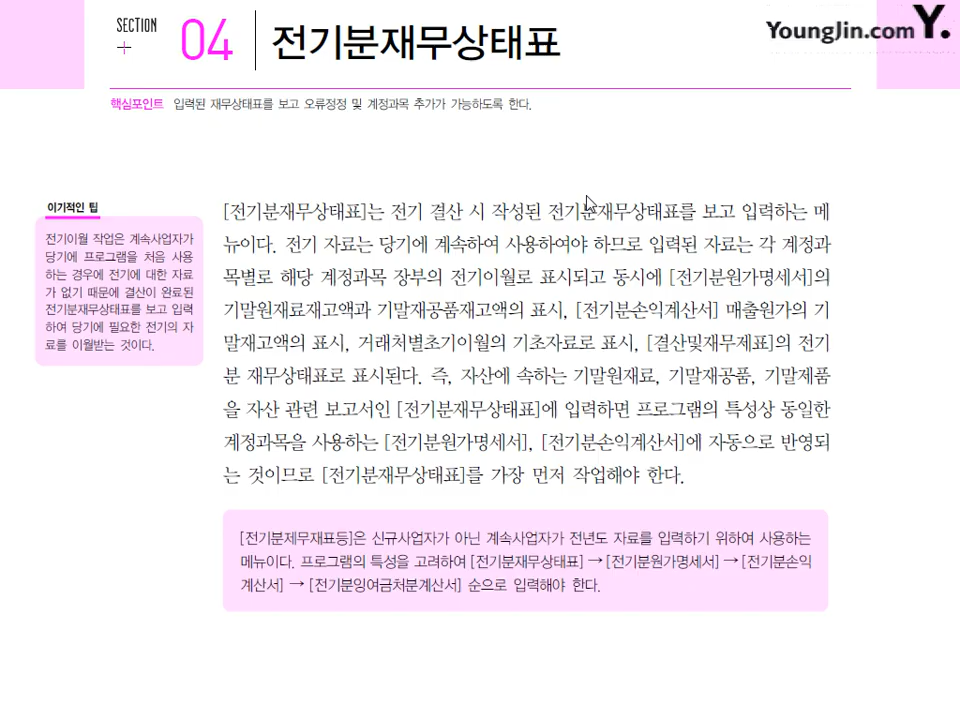 SECTION
04
전기분재무상태표
YoungJin.com Y.
핵심포인트 입력된 재무상태표를 보고 오류정정 및 계정과목 추가가 가능하도록 한다.
이기적인 팁
전기이월 작업은 계속사업자가
당기에 프로그램을 처음 사용
하는 경우에 전기에 대한 자료
가 없기 때문에 결산이 완료된
전기분재무상태표를 보고 입력
하여 당기에 필요한 전기의 자
료를 이월받는 것이다.
[전기분재무상태표]는 전기 결산 시 작성된 전기분재무상태표를 보고 입력하는 메
뉴이다. 전기 자료는 당기에 계속하여 사용하여야 하므로 입력된 자료는 각 계정과
목별로 해당 계정과목 장부의 전기이월로 표시되고 동시에 [전기분원가명세서]의
기말원재료재고액과 기말재공품재고액의 표시, [전기분손익계산서] 매출원가의 기
말재고액의 표시, 거래처별초기이월의 기초자료로 표시, [결산및재무제표]의 전기
분 재무상태표로 표시된다. 즉, 자산에 속하는 기말원재료, 기말재공품, 기말제품
을 자산 관련 보고서인 [전기분재무상태표]에 입력하면 프로그램의 특성상 동일한
계정과목을 사용하는 [전기분원가명세서], [전기분손익계산서]에 자동으로 반영되
는 것이므로 [전기분재무상태표]를 가장 먼저 작업해야 한다.
[전기분제무재표등]은 신규사업자가 아닌 계속사업자가 전년도 자료를 입력하기 위하여 사용하는
메뉴이다. 프로그램의 특성을 고려하여 [전기분재무상태표] → [전기분원가명세서] → [전기분손익
계산서] → [전기분잉여금처분계산서] 순으로 입력해야 한다.